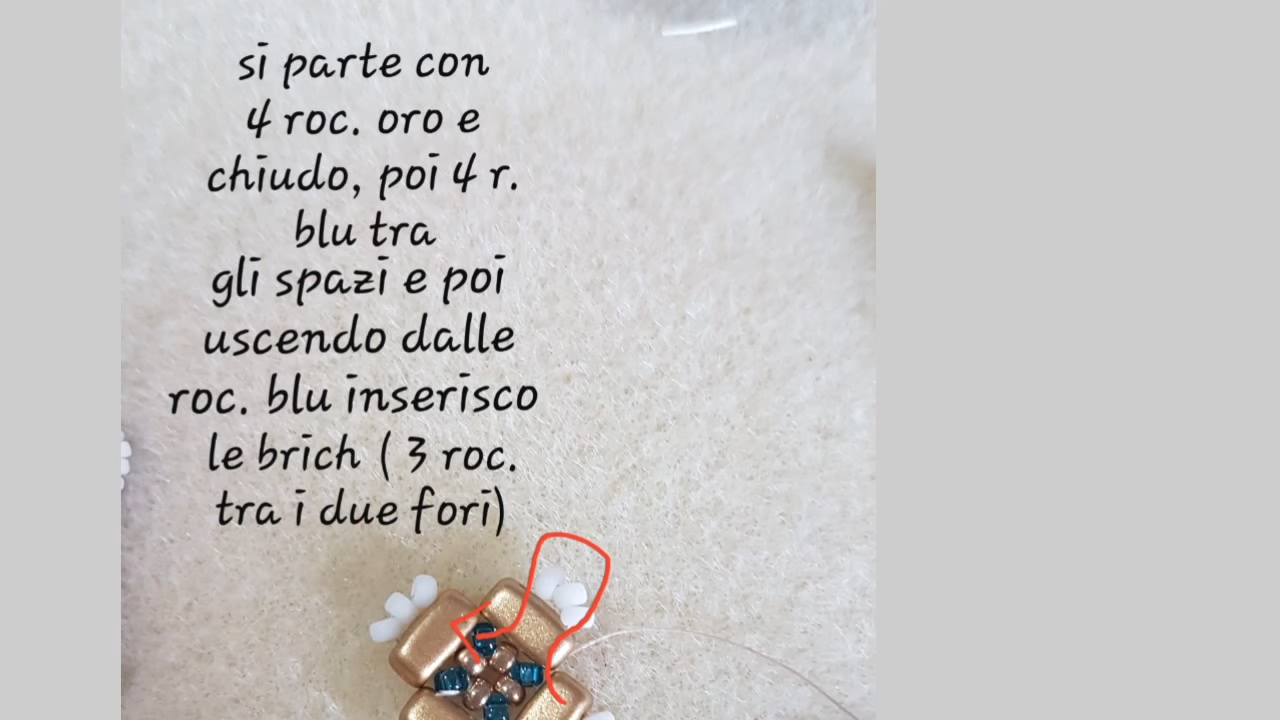 si parte con
4 roc. oro e
chiudo, poi 4 r.
blu tra
gli spazi e poi
uscendo dalle
roc. blu inserisco
le brich ( 3 roc.
tra i due fori)